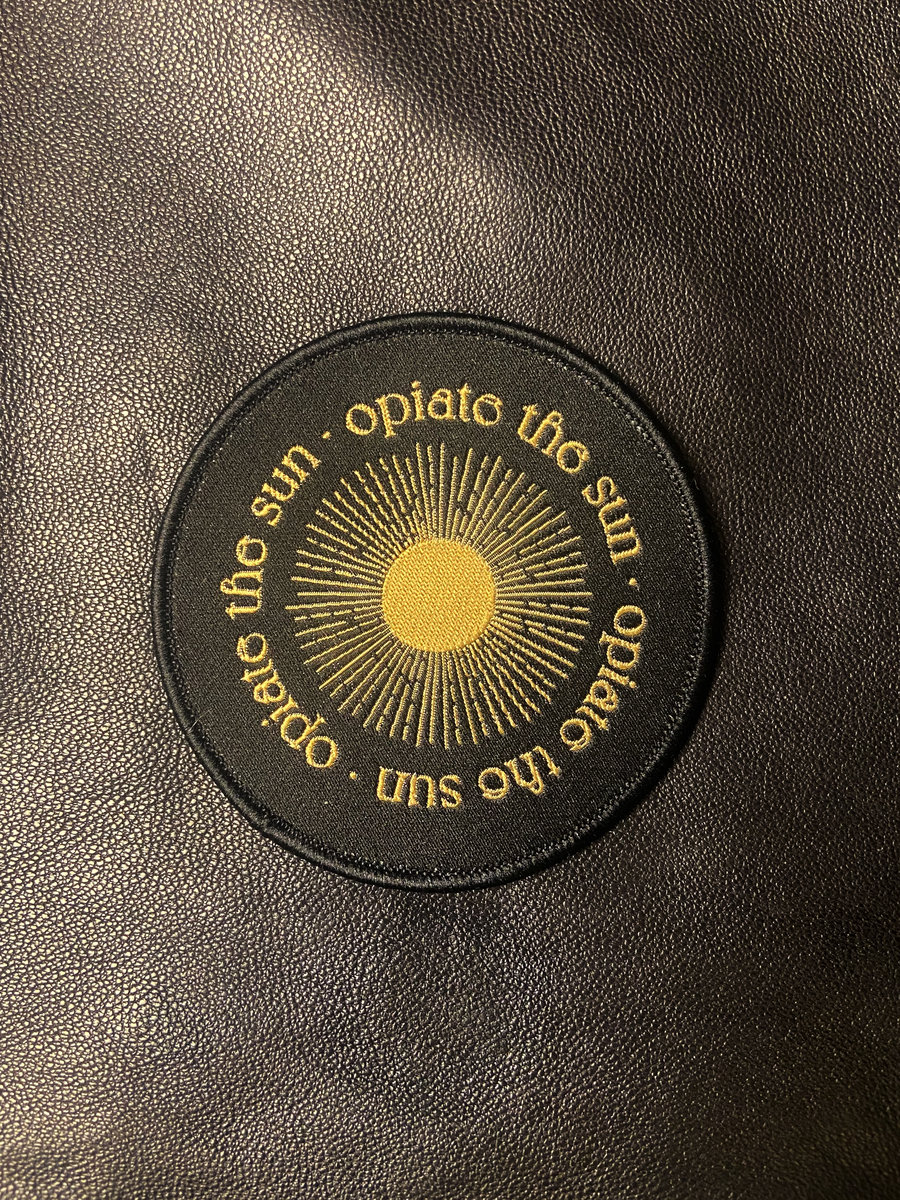 opiate the sun · opiate the sun · opiate the sun ·